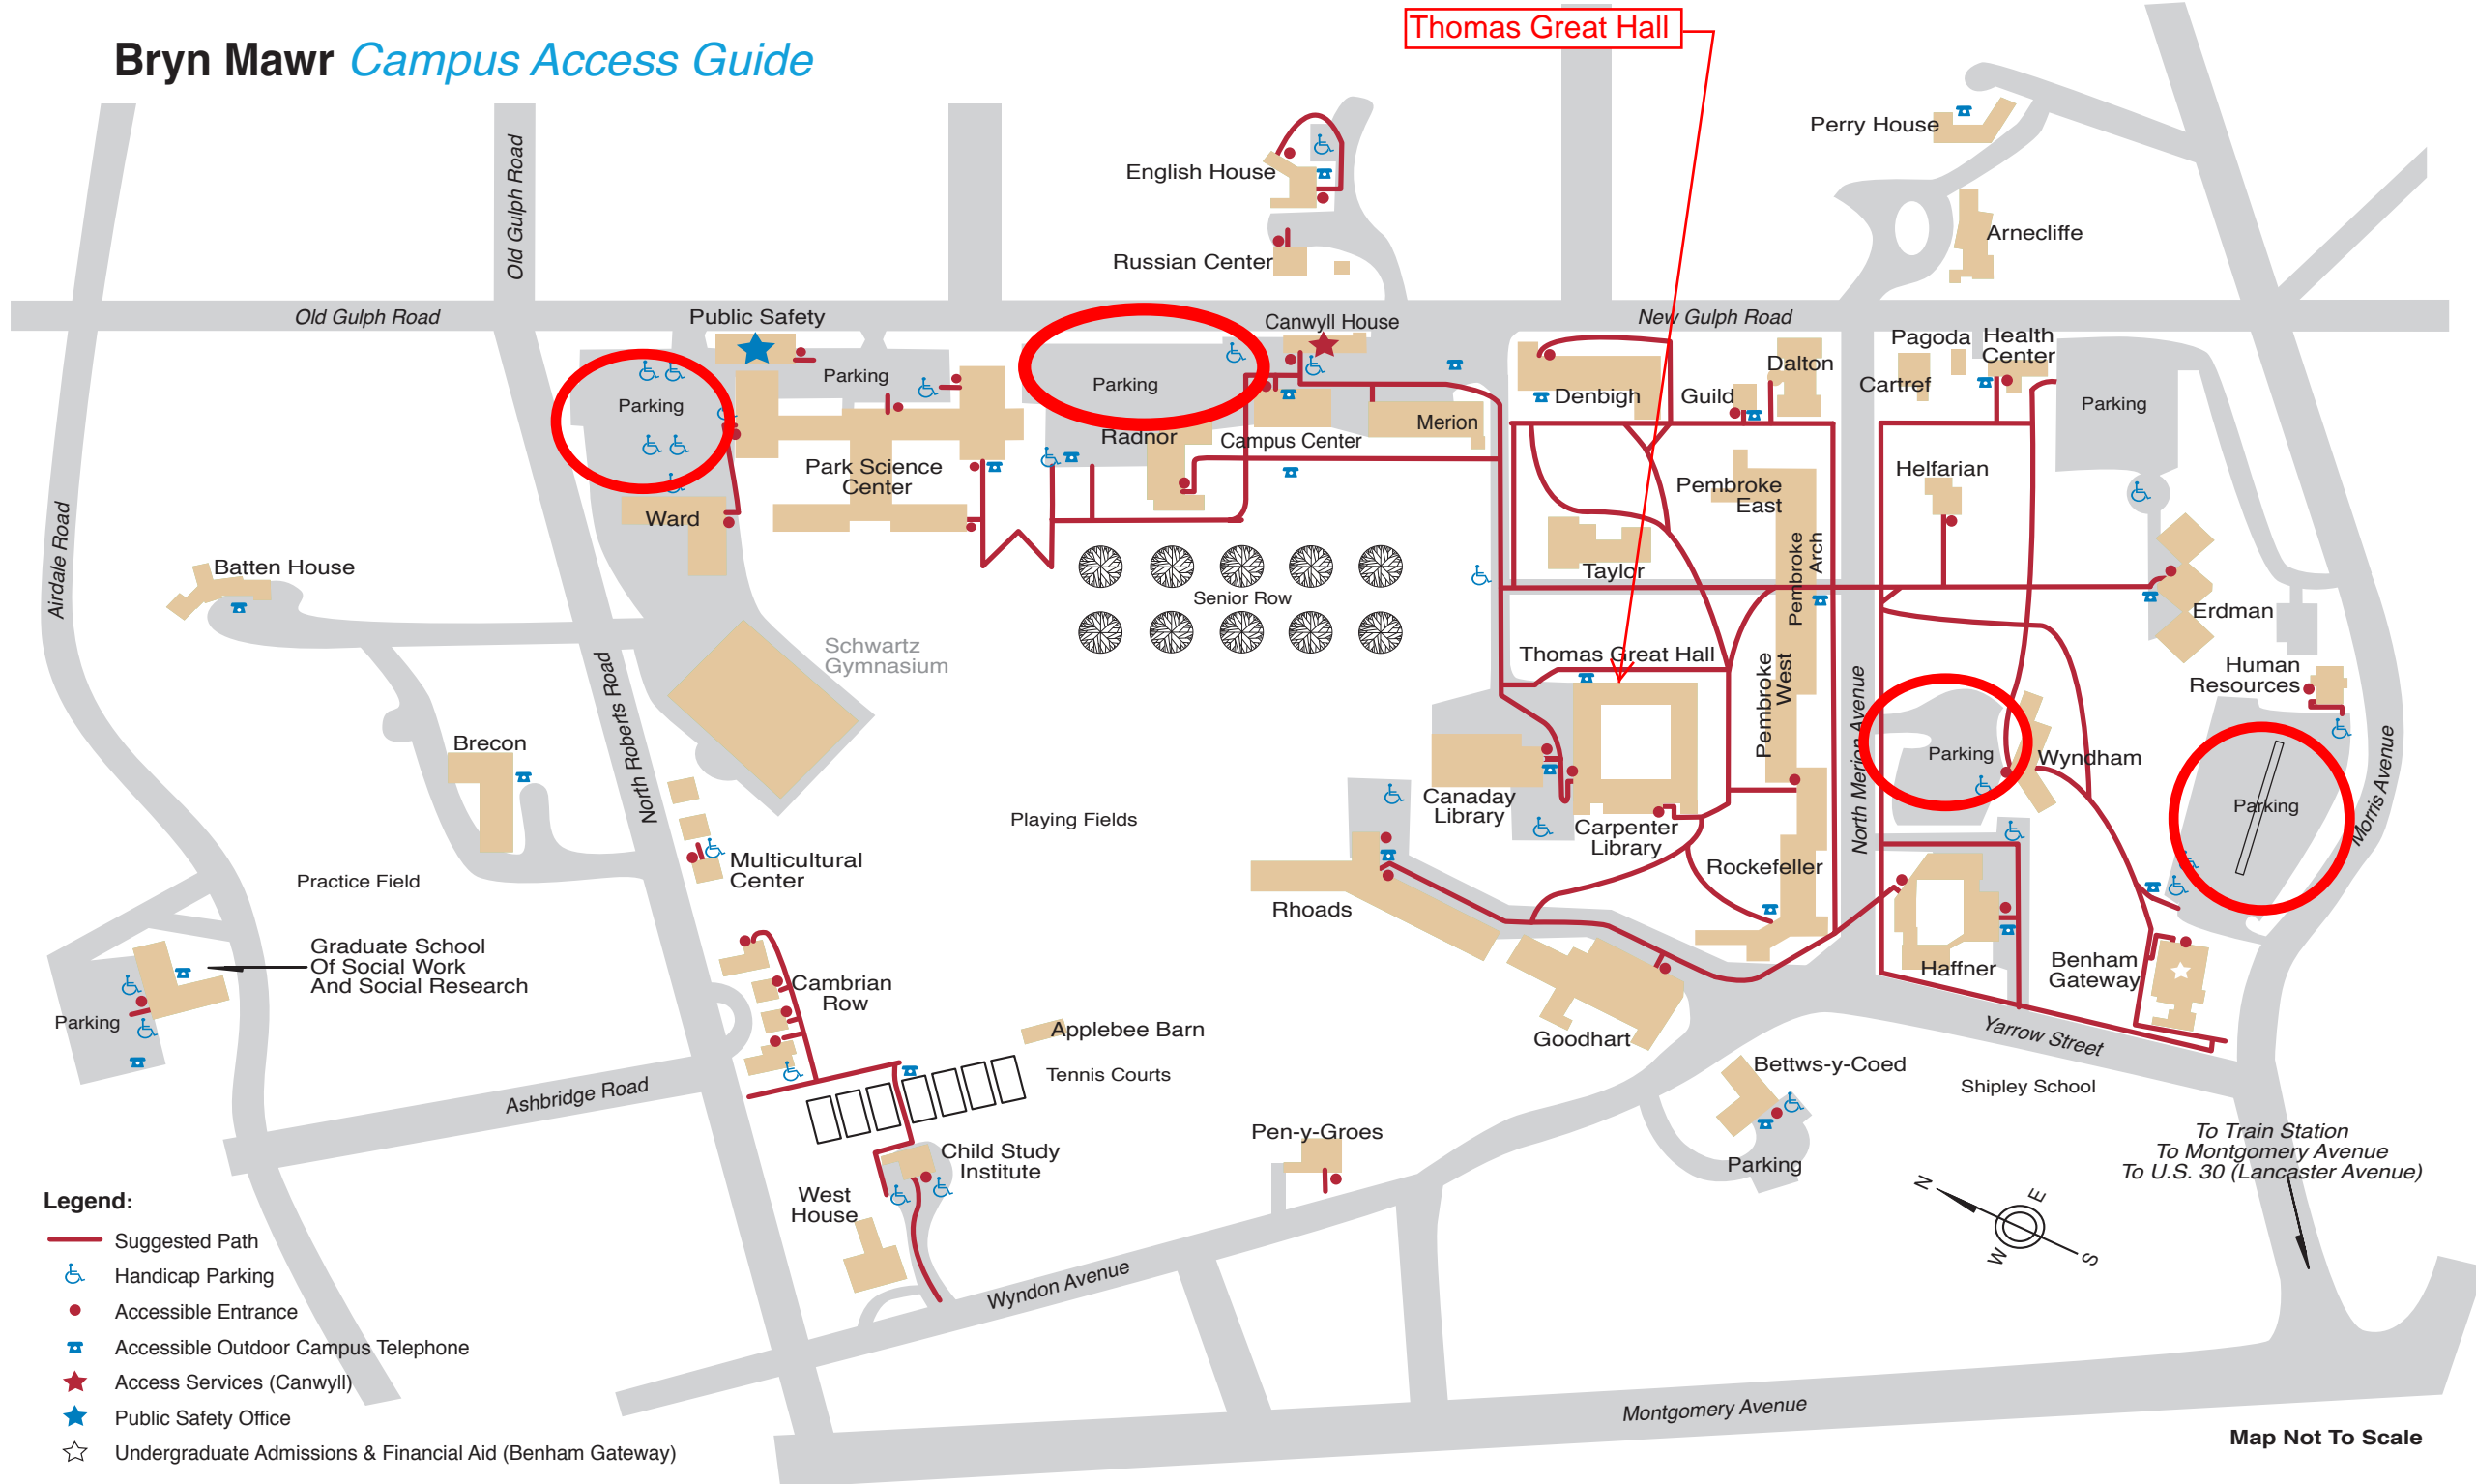 Thomas Great Hall
Bryn Mawr Campus Access Guide
Old Gulph Road
Perry House
English House
Arnecliffe
Russian Center
Old Gulph Road
Public Safety
Canwyll House
New Gulph Road
Pagoda
Health
Center
Dalton
Cartref
Parking
Parking
Parking
Denbigh
Guild
Parking
Merion
Radnor
Campus Center
Park Science
Center
Helfarian
Pembroke
East
Ward
Airdale Road
Batten House
Pembroke
Arch
Taylor
Senior Row
Erdman
Schwartz
Gymnasium
Thomas Great Hall
Human
Resources
North Roberts Road
Pembroke
West
North Merion Avenue
Brecon
Parking
Wyndham
Morris Avenue
Parking
Canaday
Library
Playing Fields
Carpenter
Library
Multicultural
Center
Rockefeller
Practice Field
Rhoads
Graduate School
Of Social Work
And Social Research
Haffner
Benham
Gateway
Cambrian
Row
Parking
Applebee Barn
Goodhart
Yarrow Street
Bettws-y-Coed
Tennis Courts
Shipley School
Ashbridge Road
Pen-y-Groes
To Train Station
To Montgomery Avenue
To U.S. 30 (Lancaster Avenue)
Child Study
Institute
Parking
West
House
N
E
W
S
Wyndon Avenue
Montgomery Avenue
Legend:
Suggested Path
Handicap Parking
Accessible Entrance
Accessible Outdoor Campus Telephone
Access Services (Canwyll)
Public Safety Office
Undergraduate Admissions & Financial Aid (Benham Gateway)
Map Not To Scale